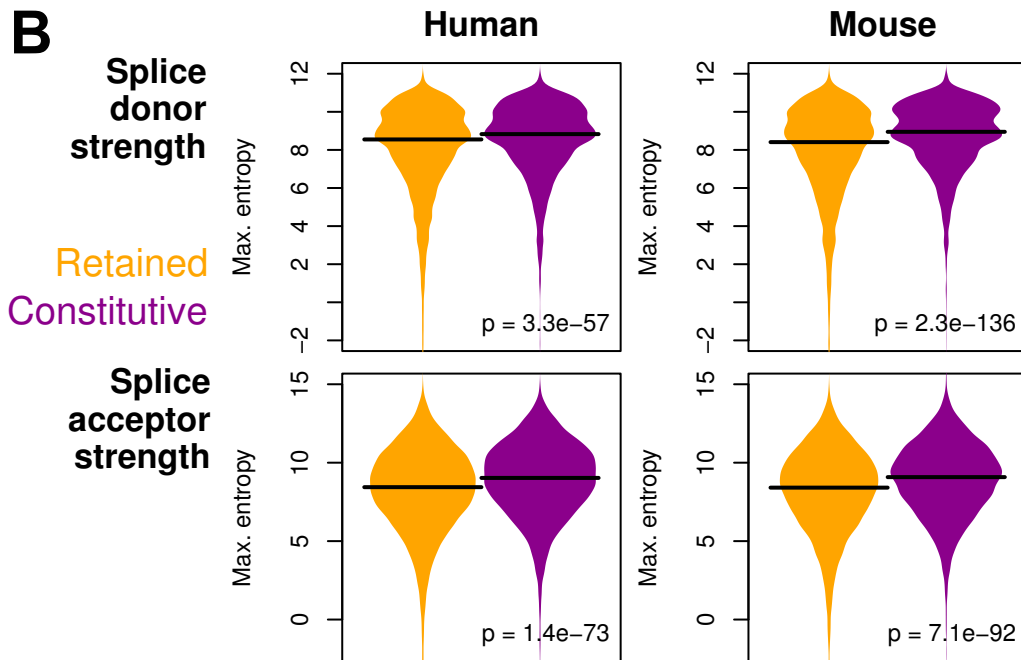 B
Human
Mouse
Splice
donor
strength
Retained
Constitutive
Max. entropy
12
8
6
4
2
−2
p = 3.3e−57
Max. entropy
12
8
6
4
2
−2
p = 2.3e−136
Splice
acceptor
strength
Max. entropy
15
10
5
0
p = 1.4e−73
Max. entropy
15
10
5
0
p = 7.1e−92